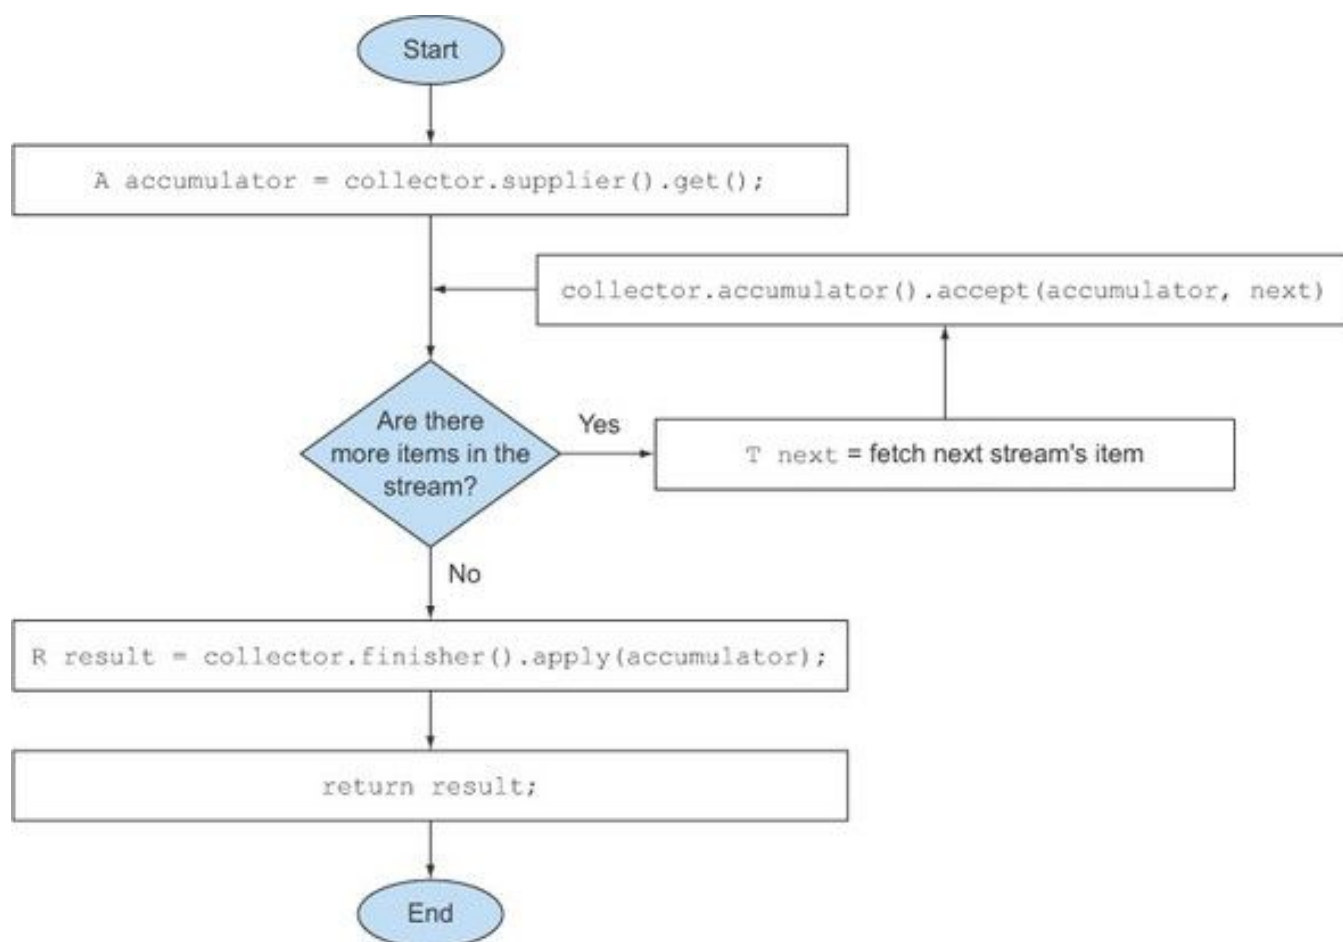 Start
A accumulator = collector.supplier().get();
collector.accumulator().accept(accumulator, next)
Are there
more items in the
stream?
Yes
T next = fetch next stream's item
No
R result = collector.finisher().apply(accumulator);
return result;
End